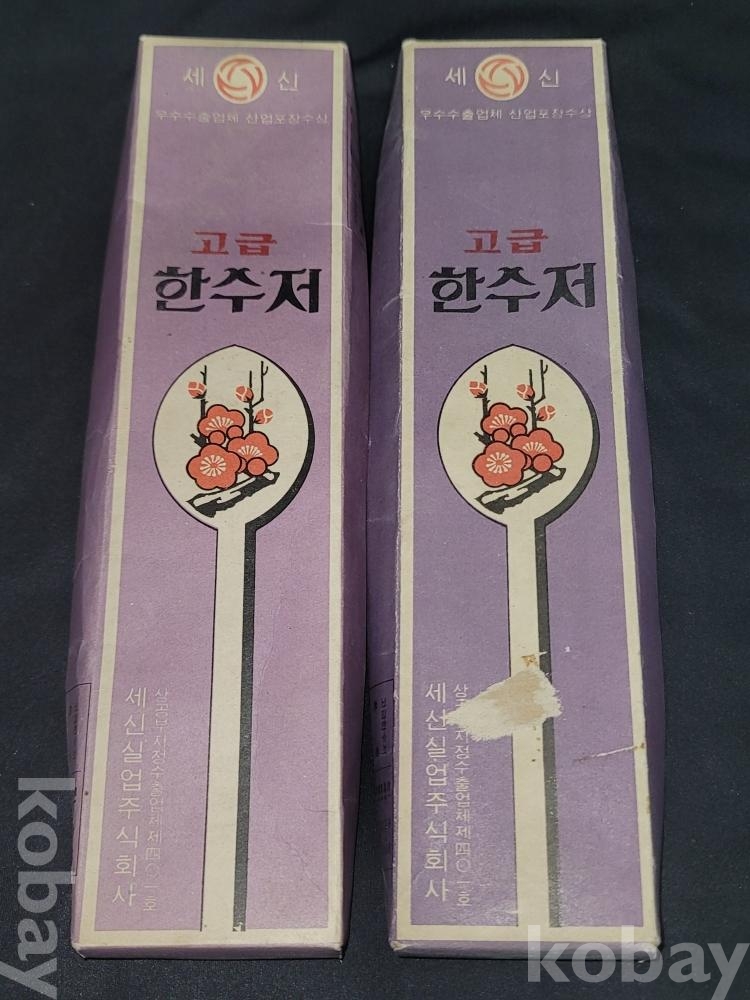 세 신
우수수출업체 산업포장수상
고급
한수저
상공부지정수출업체제四〇一호
세신실업주식회사
세 신
우수수출업체 산업포장수상
고급
한수저
세신실업주식회사
kobay
kobay